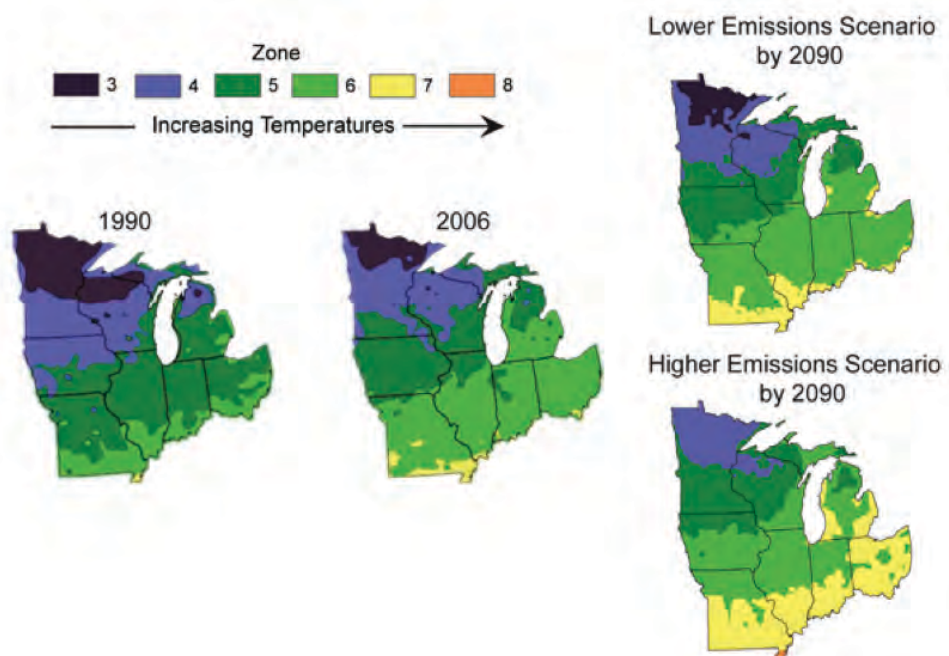 Zone
3 4 5 6 7 8
Increasing Temperatures
1990
2006
Lower Emissions Scenario
by 2090
Higher Emissions Scenario
by 2090